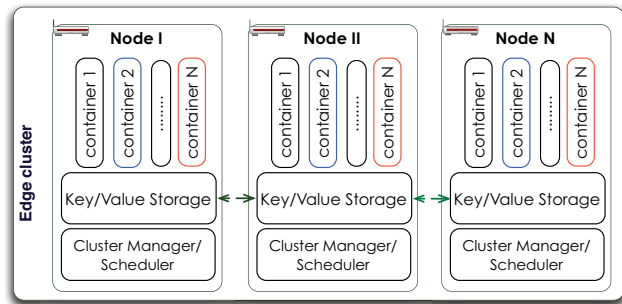 Edge cluster
Node I
container 1
container 2
........
container N
Key/Value Storage
Cluster Manager/
Scheduler
Node II
container 1
container 2
........
container N
Key/Value Storage
Cluster Manager/
Scheduler
Node N
container 1
container 2
........
container N
Key/Value Storage
Cluster Manager/
Scheduler